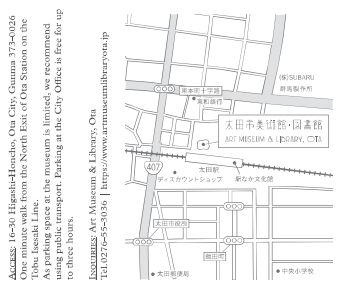 Access: 16-30 Higashi-Honcho, Ota City, Gunma 373-0026
One minute walk from the North Exit of Ota Station on the
Tobu Isesaki Line.
As parking space at the museum is limited, we recommend
using public transport. Parking at the City Office is free for up
to three hours.
Inquiries: Art Museum & Library, Ota
Tel.0276-55-3036 | https://www.artmuseumlibraryota.jp
(株)SUBARU
群馬製作所
東本町十字路
東和銀行
太田市美術館・図書館
ART MUSEUM & LIBRARY, OTA
407
太田駅
ディスカウントショップ
駅なか文化館
太田市役所
飯田町
太田郵便局
中央小学校